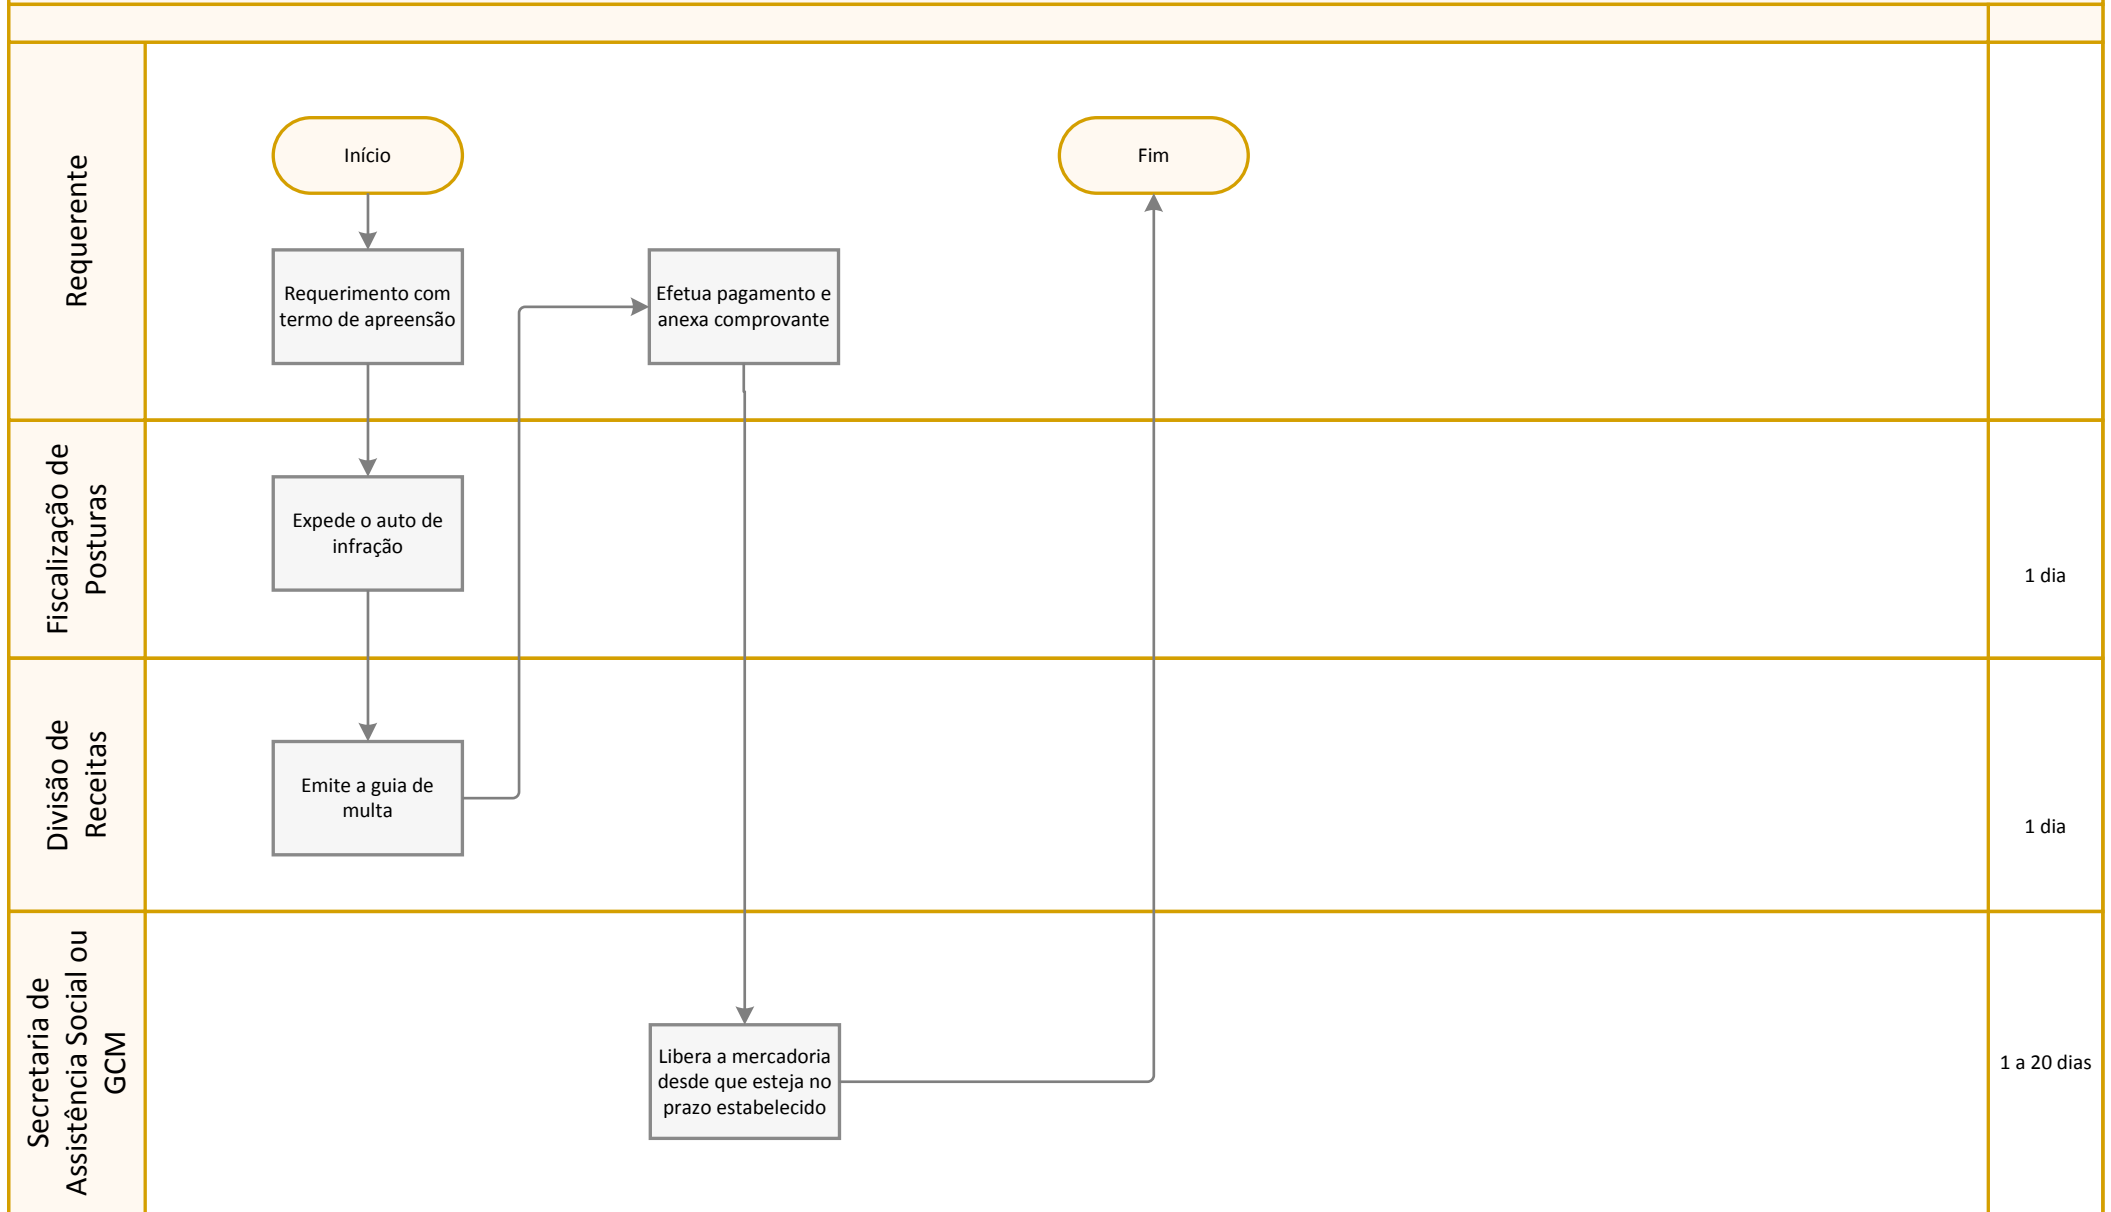 Requerente
Início
Fim
Requerimento com
termo de apreensão
Efetua pagamento e
anexa comprovante
Fiscalização de
Posturas
Expede o auto de
infração
1 dia
Divisão de
Receitas
Emite a guia de
multa
1 dia
Secretaria de
Assistência Social ou
GCM
Libera a mercadoria
desde que esteja no
prazo estabelecido
1 a 20 dias